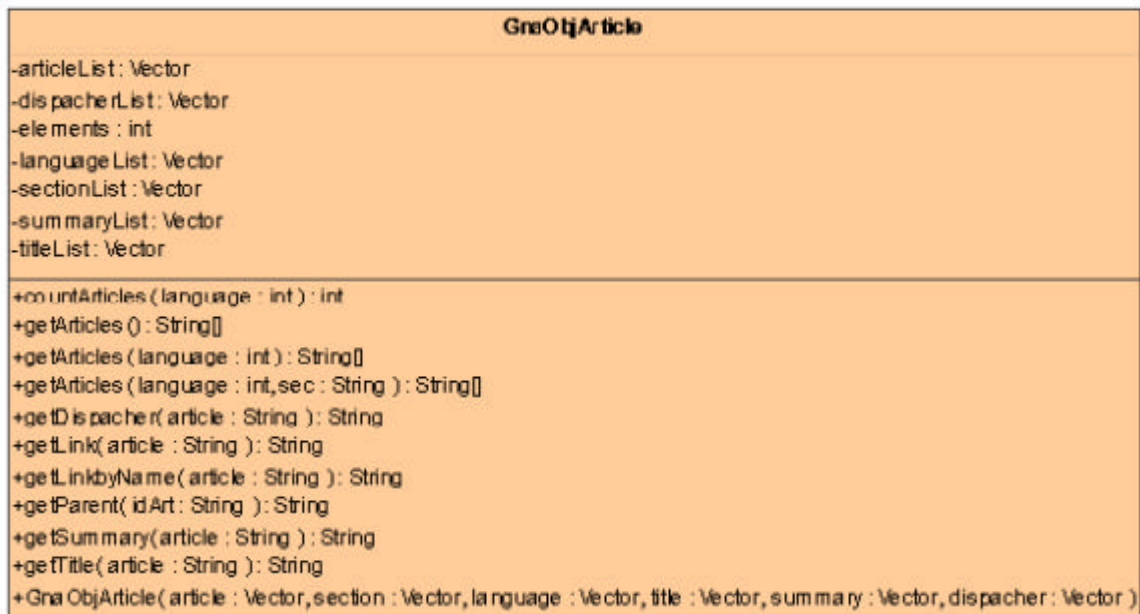 GnaObjArticle
-articleList : Vector
-dispacherList : Vector
-elements : int
-languageList : Vector
-sectionList : Vector
-summaryList : Vector
-titleList : Vector
+countArticles ( language : int ) : int
+getArticles () : String[]
+getArticles ( language : int ) : String[]
+getArticles ( language : int,sec : String ) : String[]
+getDispacher( article : String ) : String
+getLink( article : String ) : String
+getLinkbyName( article : String ) : String
+getParent( idArt : String ) : String
+getSummary( article : String ) : String
+getTitle( article : String ) : String
+GnaObjArticle( article : Vector,section : Vector,language : Vector,title : Vector,summary : Vector,dispacher : Vector )